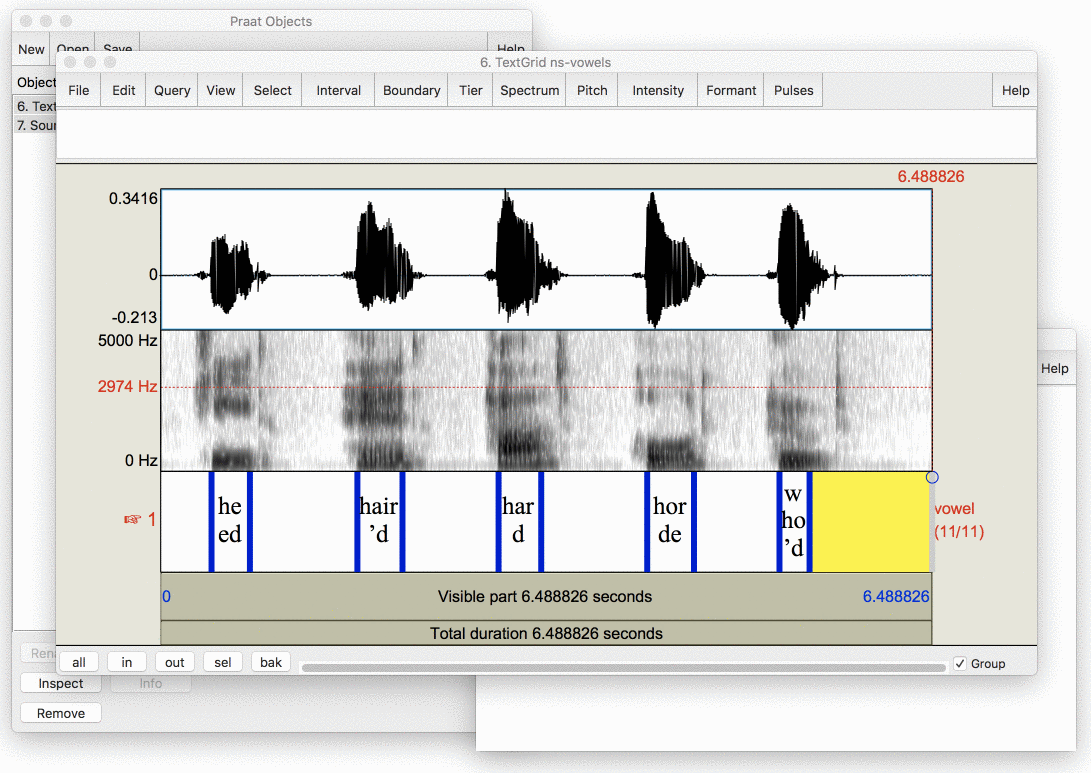 Praat Objects
New Open Save Help
6. TextGrid ns-vowels
File Edit Query View Select Interval Boundary Tier Spectrum Pitch Intensity Formant Pulses Help
Object
6. Text
7. Sou
6.488826
0.3416
0
-0.213
5000 Hz
2974 Hz
0 Hz
Help
☞ 1
he
ed
hair
’d
har
d
hor
de
w
ho
’d
vowel
(11/11)
0 Visible part 6.488826 seconds 6.488826
Total duration 6.488826 seconds
all in out sel bak Group
Rena
Inspect Info
Remove